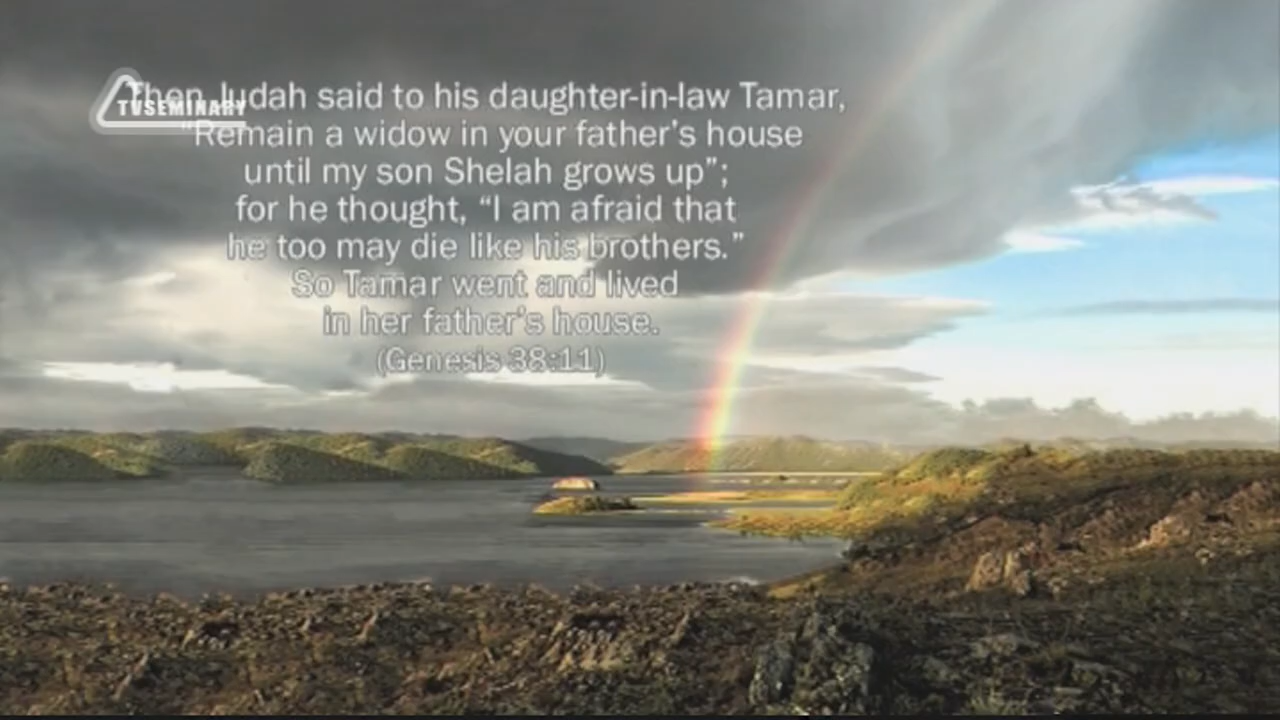 Then Judah said to his daughter-in-law Tamar,
TVSEMINARY
“Remain a widow in your father’s house
until my son Shelah grows up”;
for he thought, “I am afraid that
he too may die like his brothers.”
So Tamar went and lived
in her father’s house.
(Genesis 38:11)